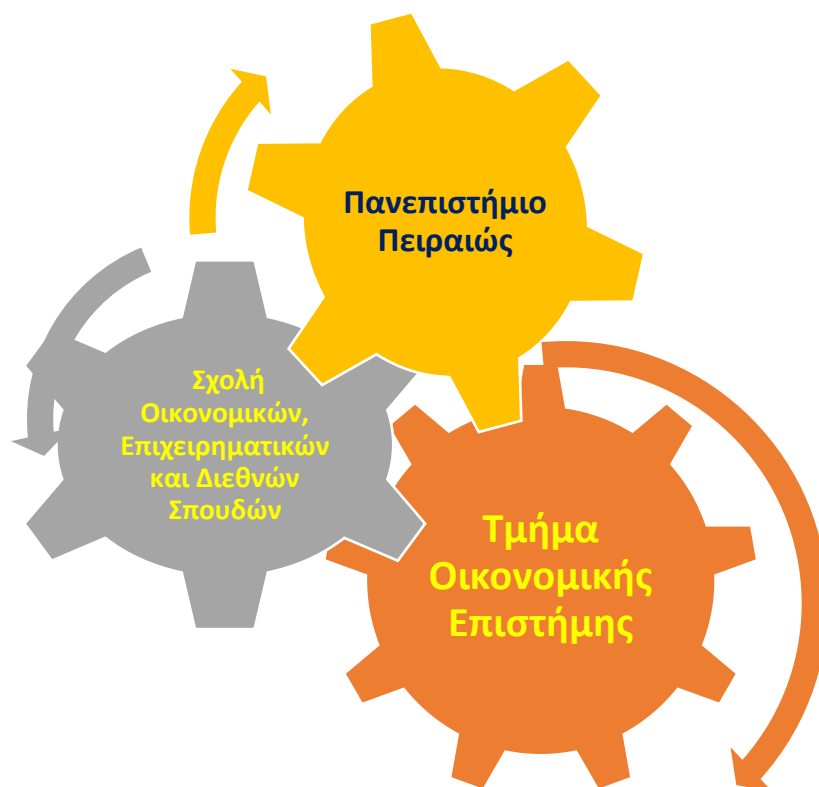 Πανεπιστήμιο
Πειραιώς
Σχολή
Οικονομικών,
Επιχειρηματικών
και Διεθνών
Σπουδών
Τμήμα
Οικονομικής
Επιστήμης